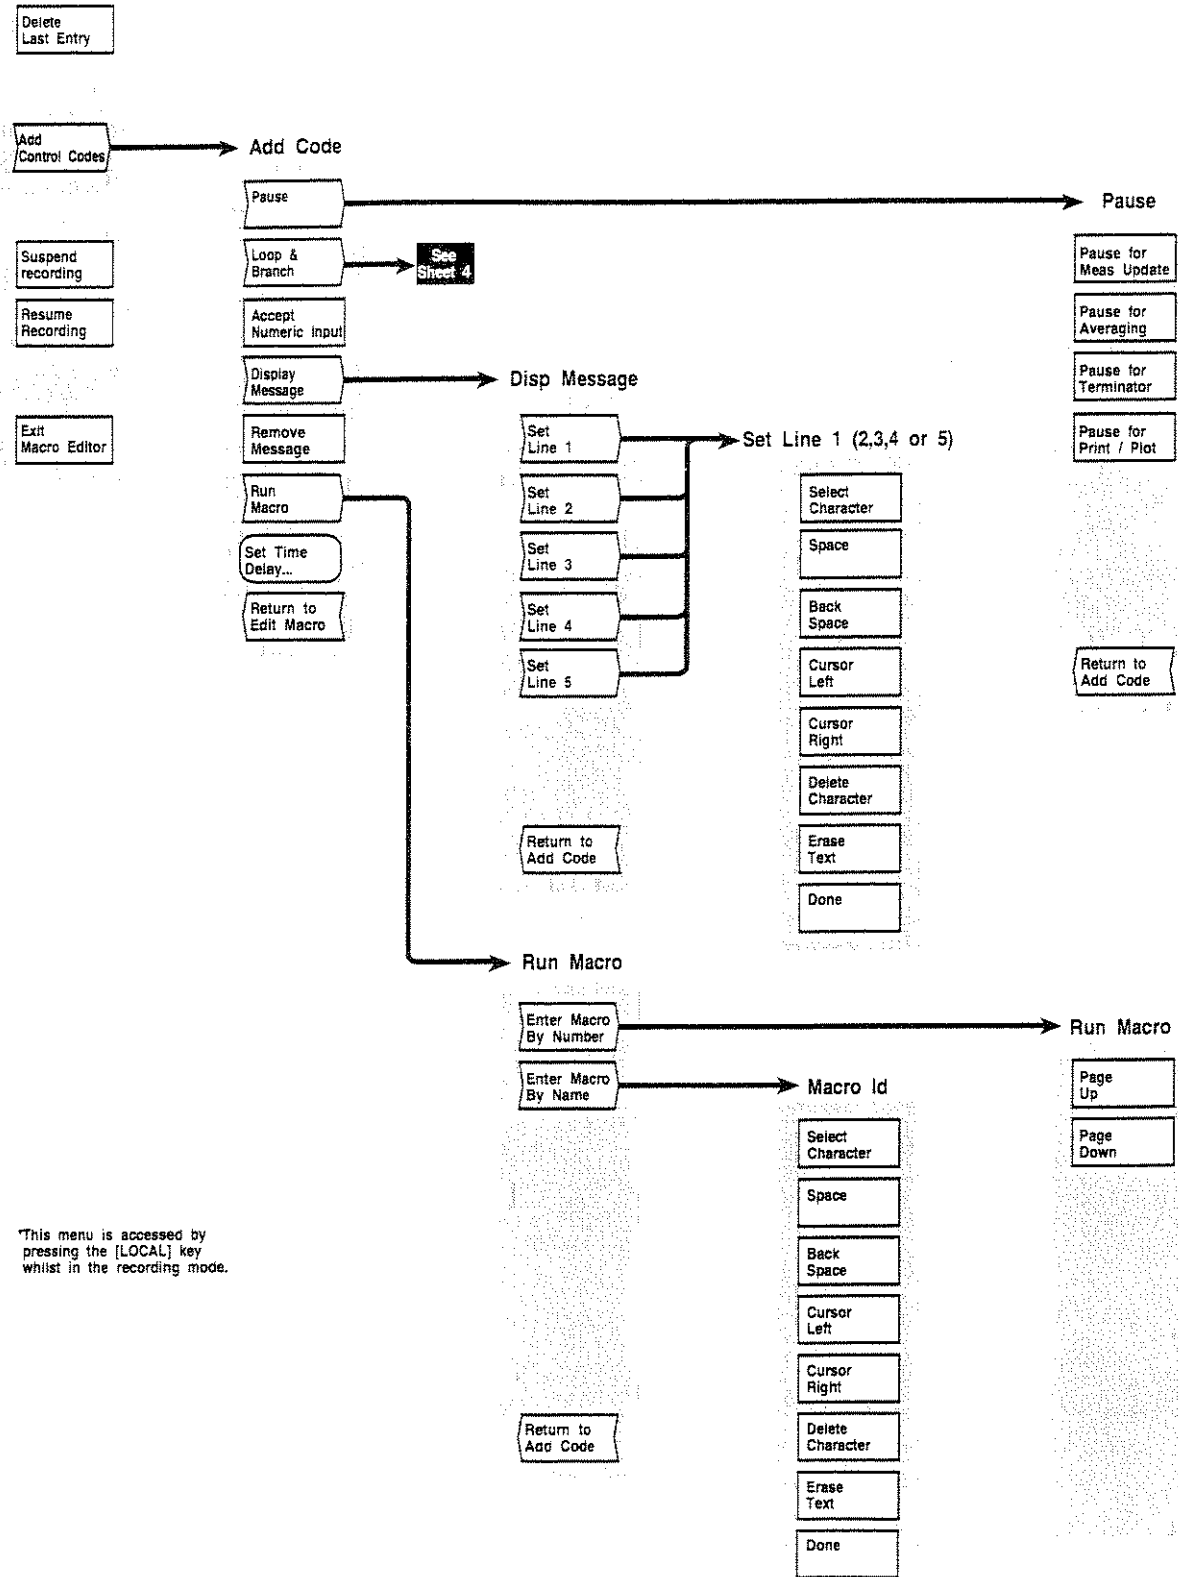 Delete
Last Entry
Add
Control Codes
Suspend
recording
Resume
Recording
Exit
Macro Editor
Add Code
Pause
Loop &
Branch
See
Sheet 4
Accept
Numeric Input
Display
Message
Remove
Message
Run
Macro
Set Time
Delay...
Return to
Edit Macro
Pause
Pause for
Meas Update
Pause for
Averaging
Pause for
Terminator
Pause for
Print / Plot
Return to
Add Code
Disp Message
Set
Line 1
Set
Line 2
Set
Line 3
Set
Line 4
Set
Line 5
Return to
Add Code
Set Line 1 (2,3,4 or 5)
Select
Character
Space
Back
Space
Cursor
Left
Cursor
Right
Delete
Character
Erase
Text
Done
Run Macro
Enter Macro
By Number
Enter Macro
By Name
Return to
Add Code
Macro Id
Select
Character
Space
Back
Space
Cursor
Left
Cursor
Right
Delete
Character
Erase
Text
Done
Run Macro
Page
Up
Page
Down
*This menu is accessed by
pressing the [LOCAL] key
whilst in the recording mode.